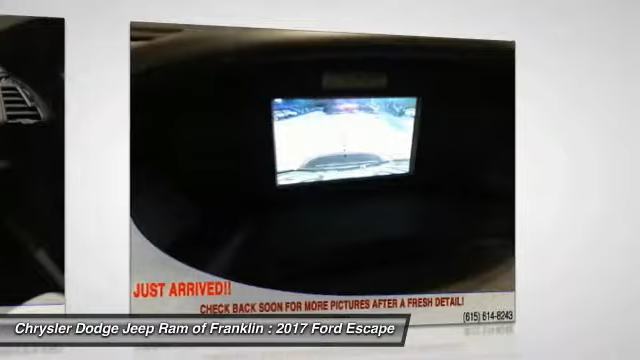 JUST ARRIVED!!
CHECK BACK SOON FOR MORE PICTURES AFTER A FRESH DETAIL!
(615) 614-8243
Chrysler Dodge Jeep Ram of Franklin : 2017 Ford Escape